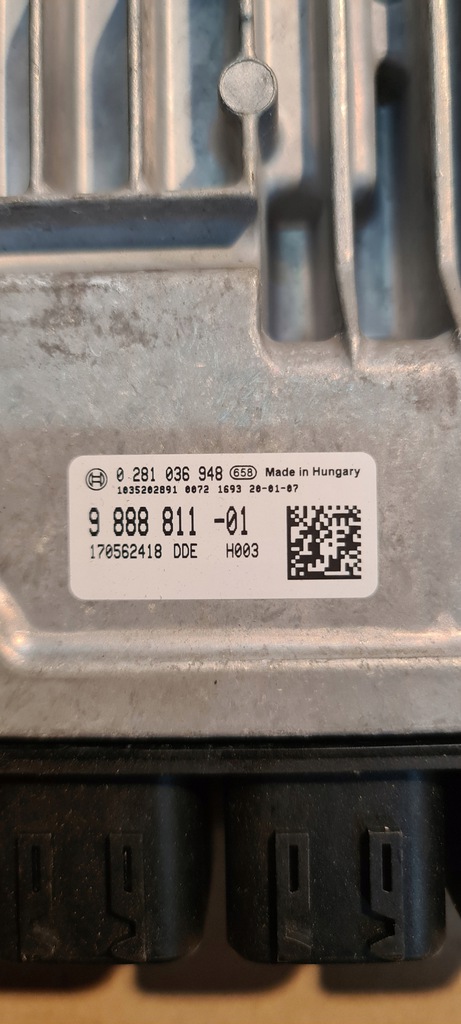 0 281 036 948 658 Made in Hungary
1035202891 0072 1693 20-01-07
9 888 811 -01
170562418 DDE H003